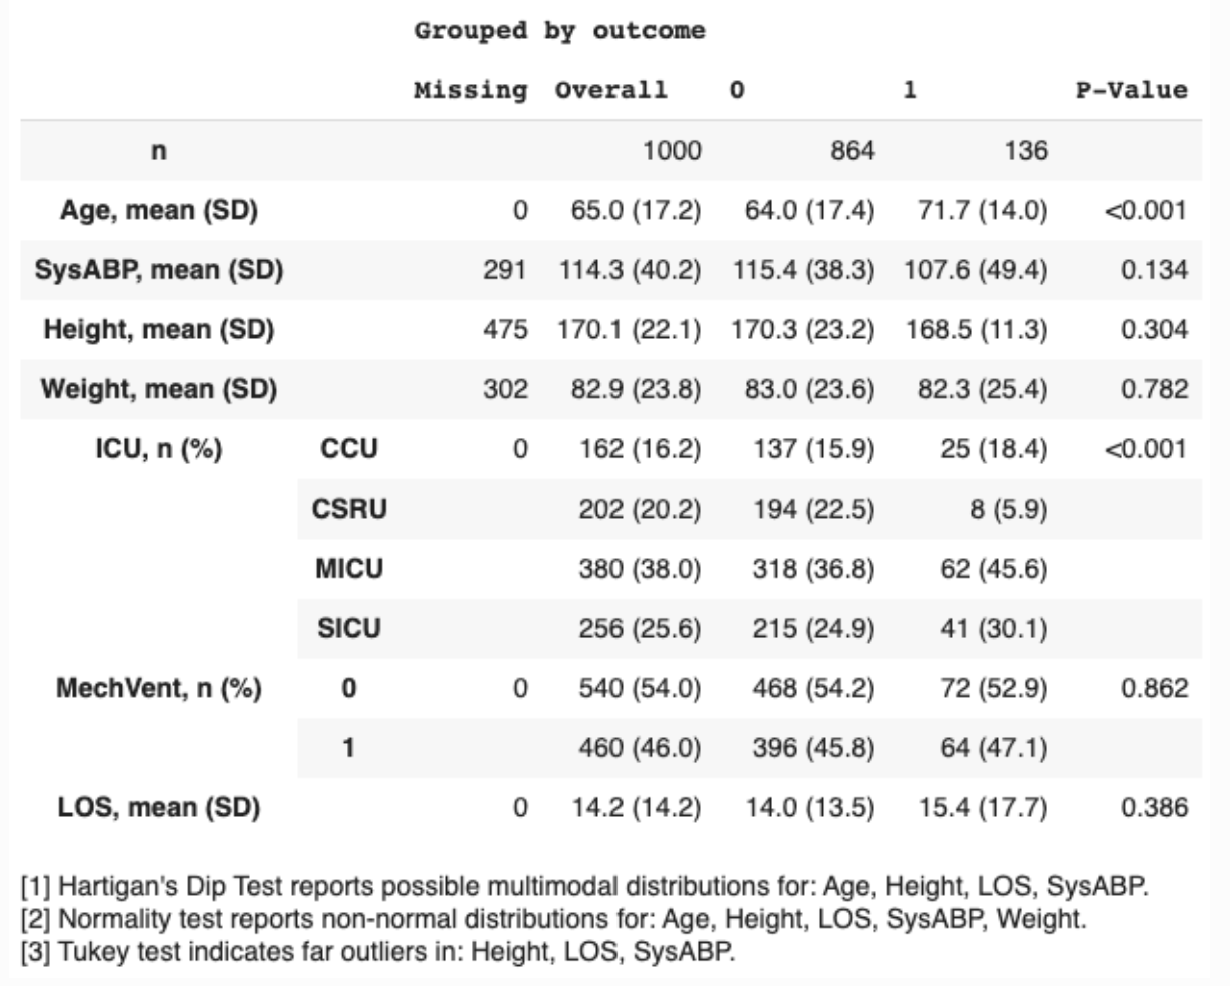 Grouped by outcome
Missing Overall 0 1 P-Value
n 1000 864 136
Age, mean (SD) 0 65.0 (17.2) 64.0 (17.4) 71.7 (14.0) <0.001
SysABP, mean (SD) 291 114.3 (40.2) 115.4 (38.3) 107.6 (49.4) 0.134
Height, mean (SD) 475 170.1 (22.1) 170.3 (23.2) 168.5 (11.3) 0.304
Weight, mean (SD) 302 82.9 (23.8) 83.0 (23.6) 82.3 (25.4) 0.782
ICU, n (%) CCU 0 162 (16.2) 137 (15.9) 25 (18.4) <0.001
CSRU 202 (20.2) 194 (22.5) 8 (5.9)
MICU 380 (38.0) 318 (36.8) 62 (45.6)
SICU 256 (25.6) 215 (24.9) 41 (30.1)
MechVent, n (%) 0 0 540 (54.0) 468 (54.2) 72 (52.9) 0.862
1 460 (46.0) 396 (45.8) 64 (47.1)
LOS, mean (SD) 0 14.2 (14.2) 14.0 (13.5) 15.4 (17.7) 0.386
[1] Hartigan's Dip Test reports possible multimodal distributions for: Age, Height, LOS, SysABP.
[2] Normality test reports non-normal distributions for: Age, Height, LOS, SysABP, Weight.
[3] Tukey test indicates far outliers in: Height, LOS, SysABP.